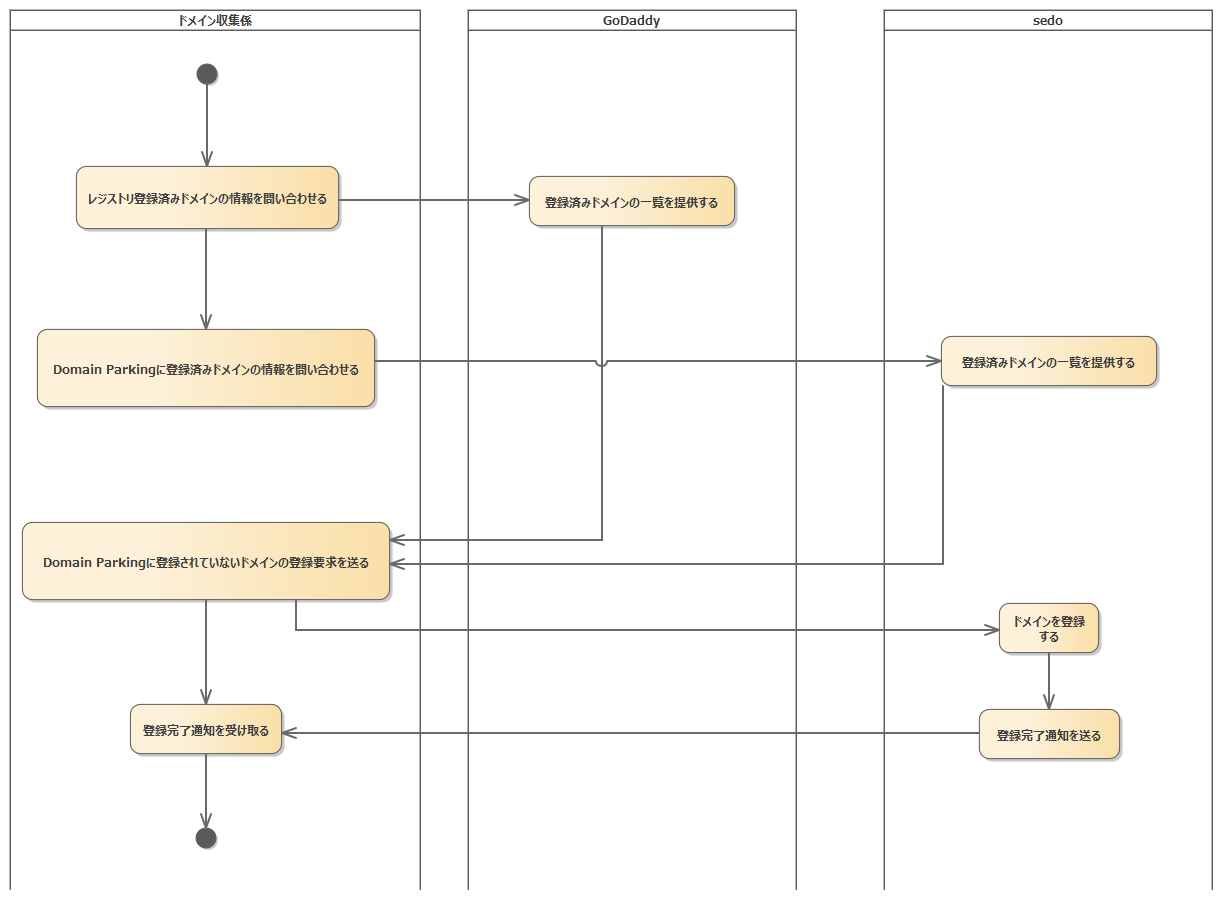 ドメイン収集係
GoDaddy
sedo
レジストリ登録済みドメインの情報を問い合わせる
登録済みドメインの一覧を提供する
Domain Parkingに登録済みドメインの情報を問い合わせる
登録済みドメインの一覧を提供する
Domain Parkingに登録されていないドメインの登録要求を送る
ドメインを登録
する
登録完了通知を受け取る
登録完了通知を送る